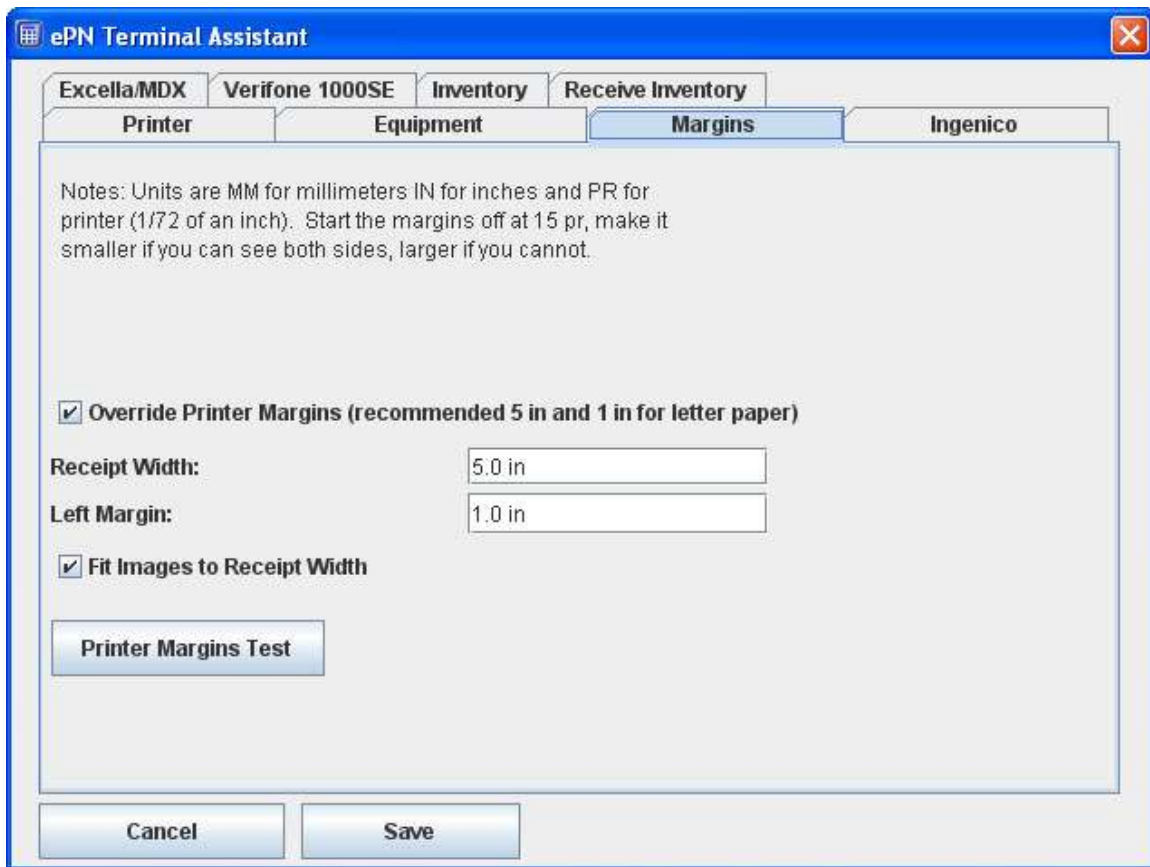 ePN Terminal Assistant
Excella/MDX Verifone 1000SE Inventory Receive Inventory
Printer Equipment Margins Ingenico
Notes: Units are MM for millimeters IN for inches and PR for
printer (1/72 of an inch). Start the margins off at 15 pr, make it
smaller if you can see both sides, larger if you cannot.
Override Printer Margins (recommended 5 in and 1 in for letter paper)
Receipt Width: 5.0 in
Left Margin: 1.0 in
Fit Images to Receipt Width
Printer Margins Test
Cancel Save